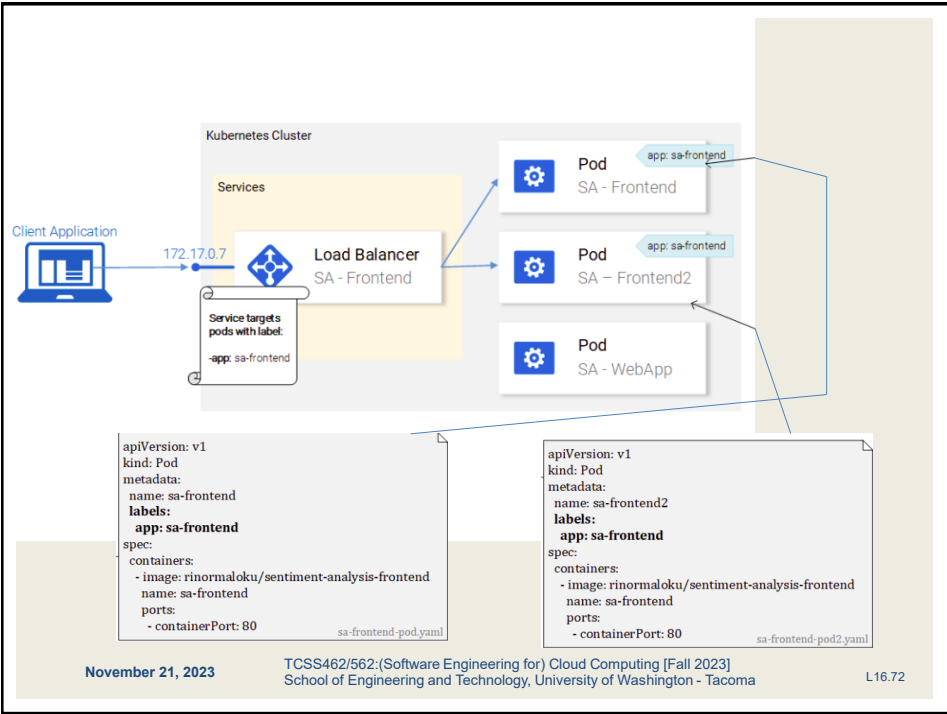 Kubernetes Cluster
Services
Client Application
172.17.0.7
Load Balancer
SA - Frontend
Service targets
pods with label:
-app: sa-frontend
Pod
app: sa-frontend
SA - Frontend
Pod
app: sa-frontend
SA – Frontend2
Pod
SA - WebApp
apiVersion: v1
kind: Pod
metadata:
name: sa-frontend
labels:
app: sa-frontend
spec:
containers:
- image: rinormaloku/sentiment-analysis-frontend
name: sa-frontend
ports:
- containerPort: 80
sa-frontend-pod.yaml
apiVersion: v1
kind: Pod
metadata:
name: sa-frontend2
labels:
app: sa-frontend
spec:
containers:
- image: rinormaloku/sentiment-analysis-frontend
name: sa-frontend
ports:
- containerPort: 80
sa-frontend-pod2.yaml
November 21, 2023
TCSS462/562:(Software Engineering for) Cloud Computing [Fall 2023]
School of Engineering and Technology, University of Washington - Tacoma
L16.72